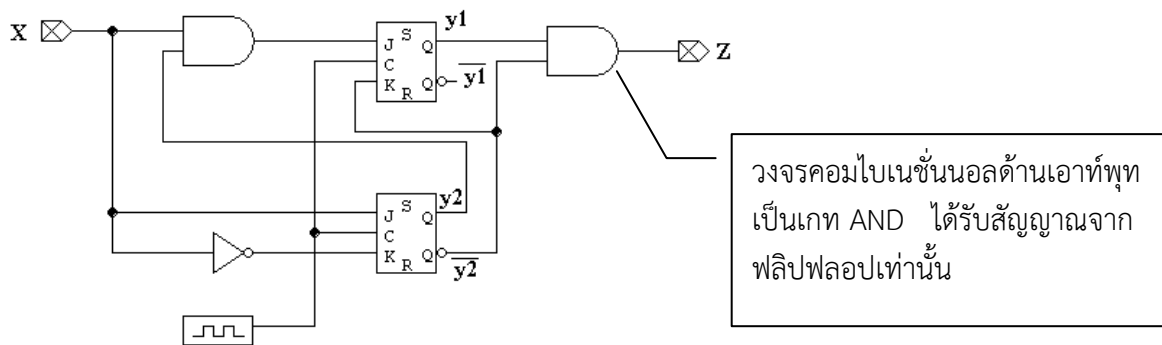 X
J S Q y1
C
K R Q y1
Z
J S Q y2
C
K R Q y2
วงจรคอมไบเนชั่นนอลด้านเอาท์พุท
เป็นเกท AND ได้รับสัญญาณจาก
ฟลิปฟลอปเท่านั้น